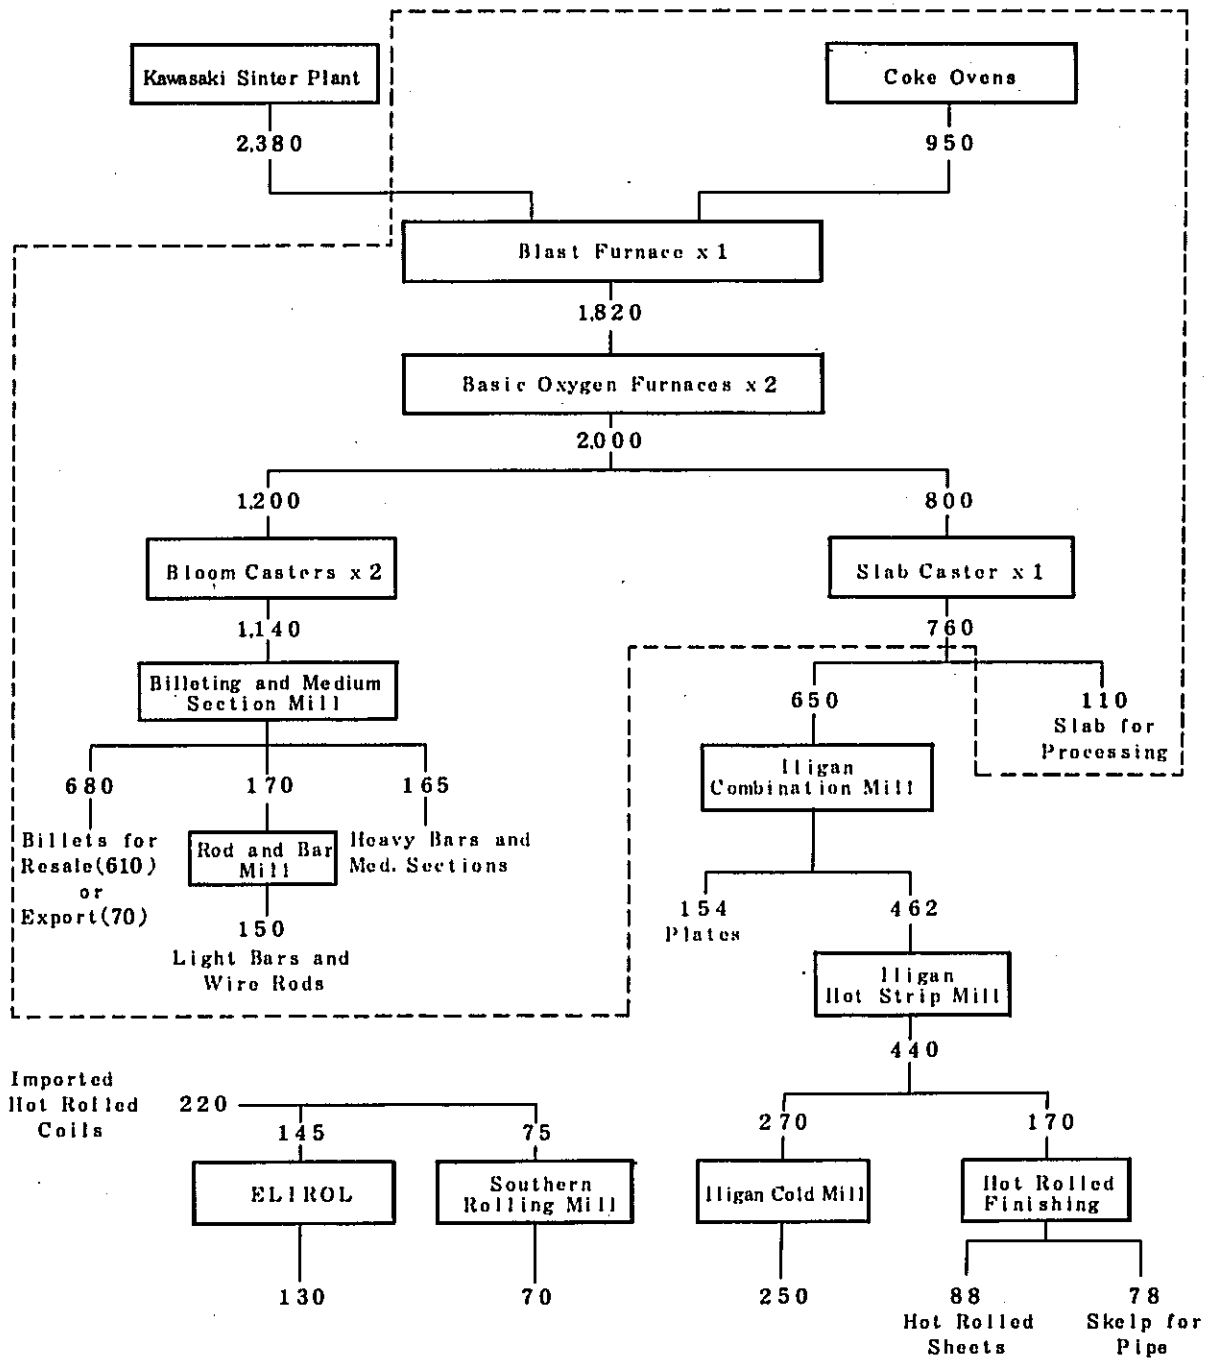 Kawasaki Sinter Plant
Coke Ovens
2,380
950
Blast Furnace x 1
1,820
Basic Oxygen Furnaces x 2
2,000
1,200
800
Bloom Casters x 2
Slab Caster x 1
1,140
760
Billeting and Medium
Section Mill
650
110
Slab for
Processing
Iligan
Combination Mill
680
170
165
Billets for
Resale(610)
or
Export(70)
Rod and Bar
Mill
Heavy Bars and
Med. Sections
150
Light Bars and
Wire Rods
154
Plates
462
Iligan
Hot Strip Mill
440
Imported
Hot Rolled
Coils
220
145
75
270
170
ELIROL
Southern
Rolling Mill
Iligan Cold Mill
Hot Rolled
Finishing
130
70
250
88
Hot Rolled
Sheets
78
Skelp for
Pipe